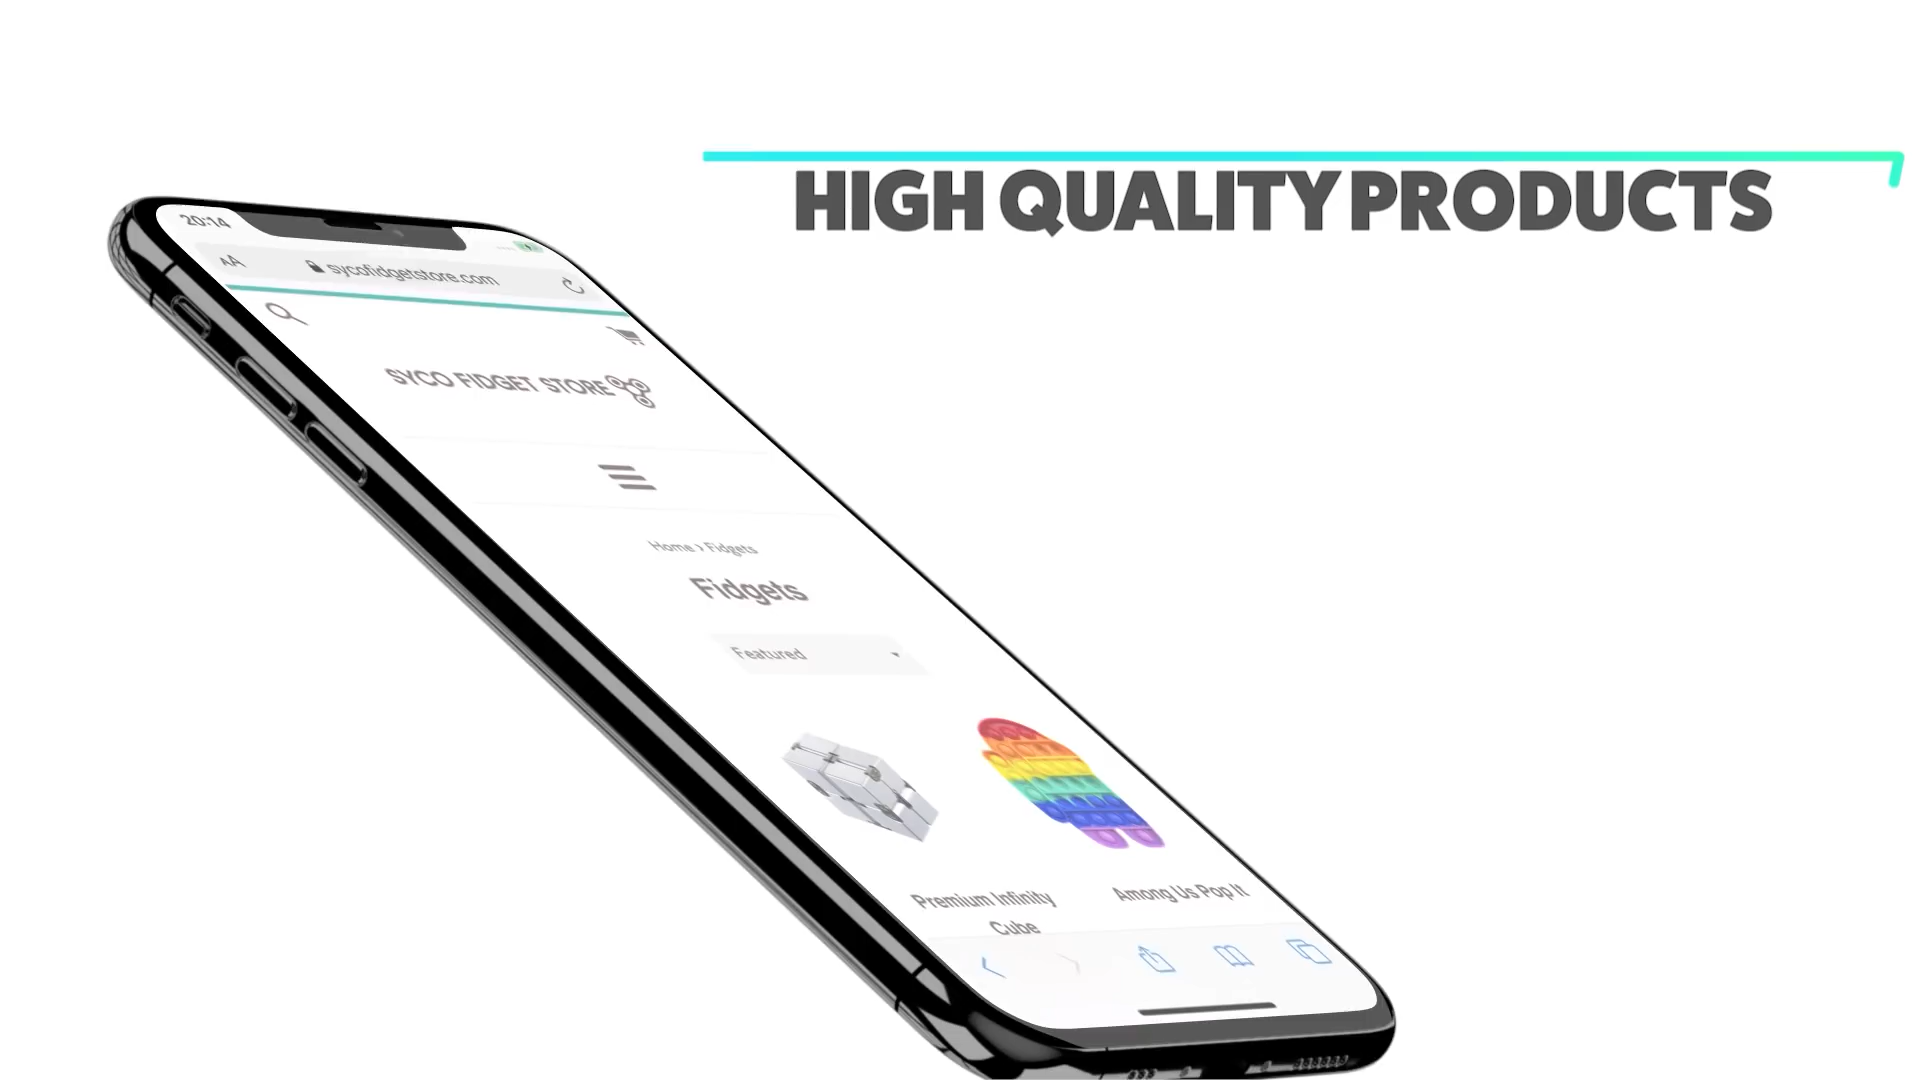 HIGH QUALITY PRODUCTS
20:14
AA
sycofidgetstore.com
SYCO FIDGET STORE
Home › Fidgets
Fidgets
Featured
Premium Infinity
Cube
Among Us Pop It